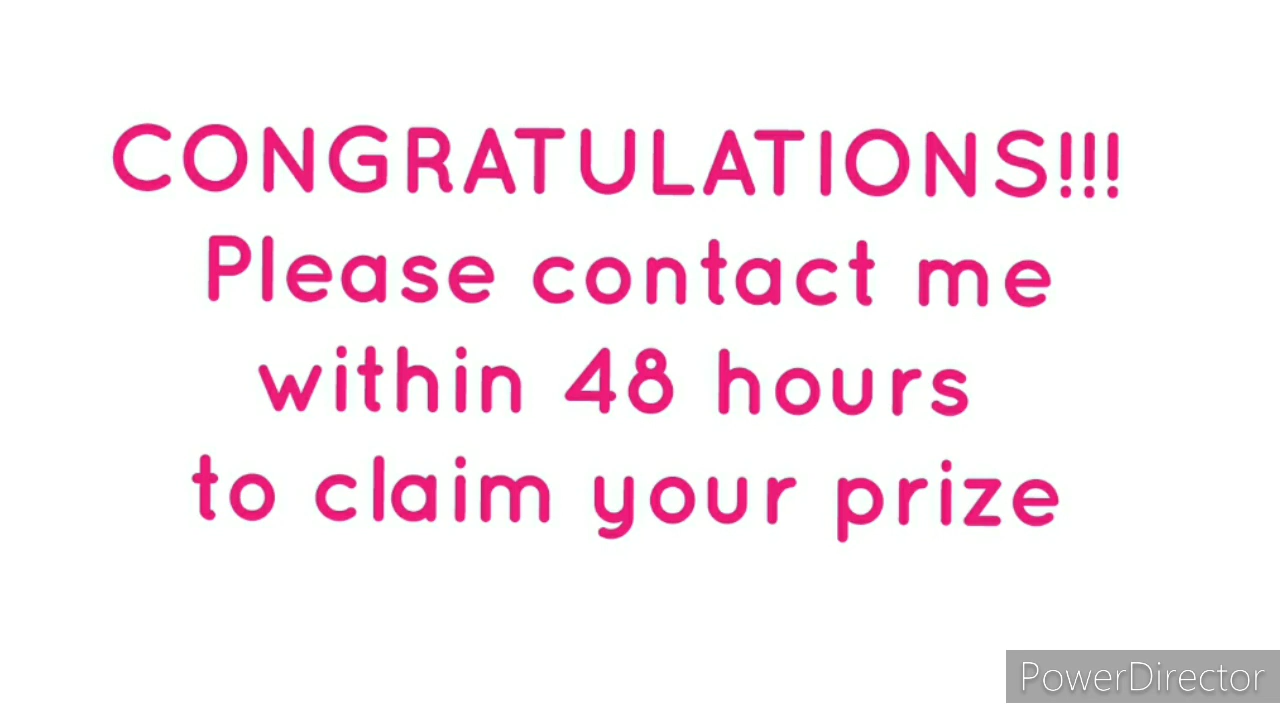 CONGRATULATIONS!!!
Please contact me
within 48 hours
to claim your prize
PowerDirector